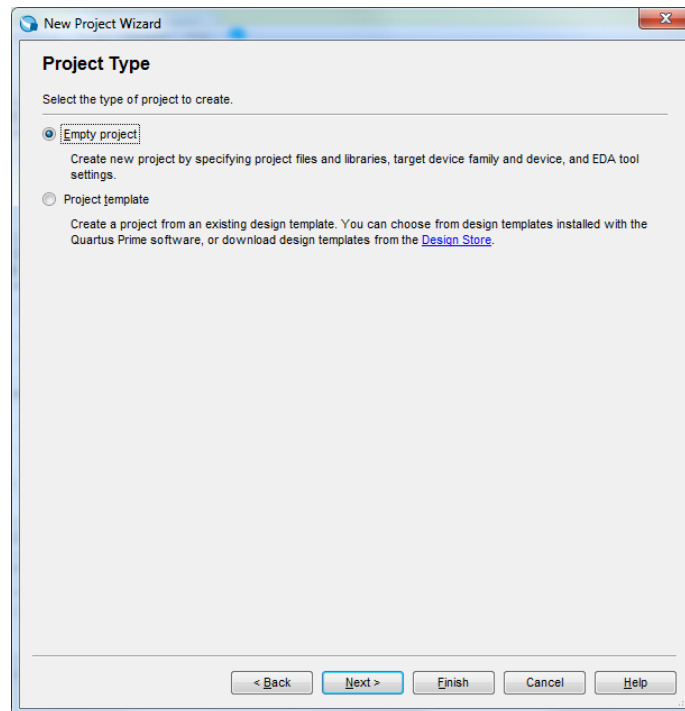 New Project Wizard
Project Type
Select the type of project to create.
Empty project
Create new project by specifying project files and libraries, target device family and device, and EDA tool
settings.
Project template
Create a project from an existing design template. You can choose from design templates installed with the
Quartus Prime software, or download design templates from the Design Store.
< Back Next > Finish Cancel Help